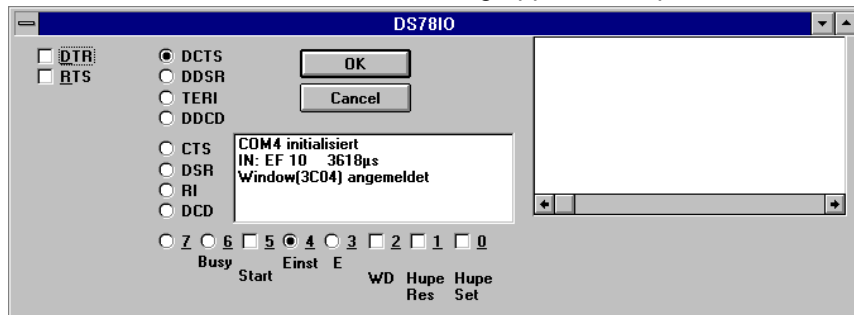 DS78IO
DTR
RTS
DCTS
DDSR
TERI
DDCD
OK
Cancel
CTS
DSR
RI
DCD
COM4 initialisiert
IN: EF 10 3618µs
Window(3C04) angemeldet
7 6 5 4 3 2 1 0
Busy Start Einst E WD Hupe Res Hupe Set